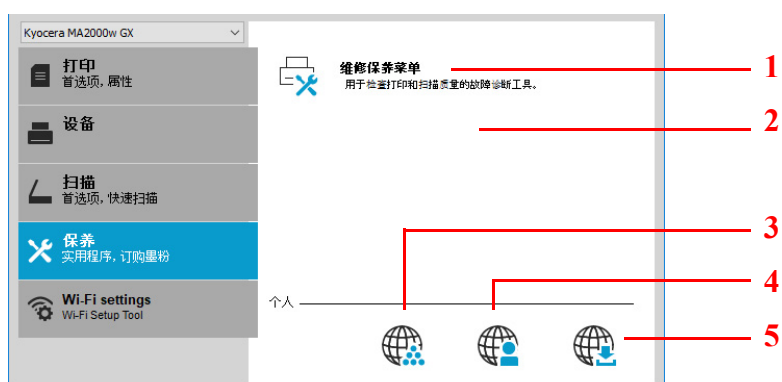 Kyocera MA2000w GX
打印
首选项, 属性
设备
扫描
首选项, 快速扫描
保养
实用程序, 订购墨粉
Wi-Fi settings
Wi-Fi Setup Tool
维修保养菜单
用于检查打印和扫描质量的故障诊断工具。
个人
1
2
3
4
5